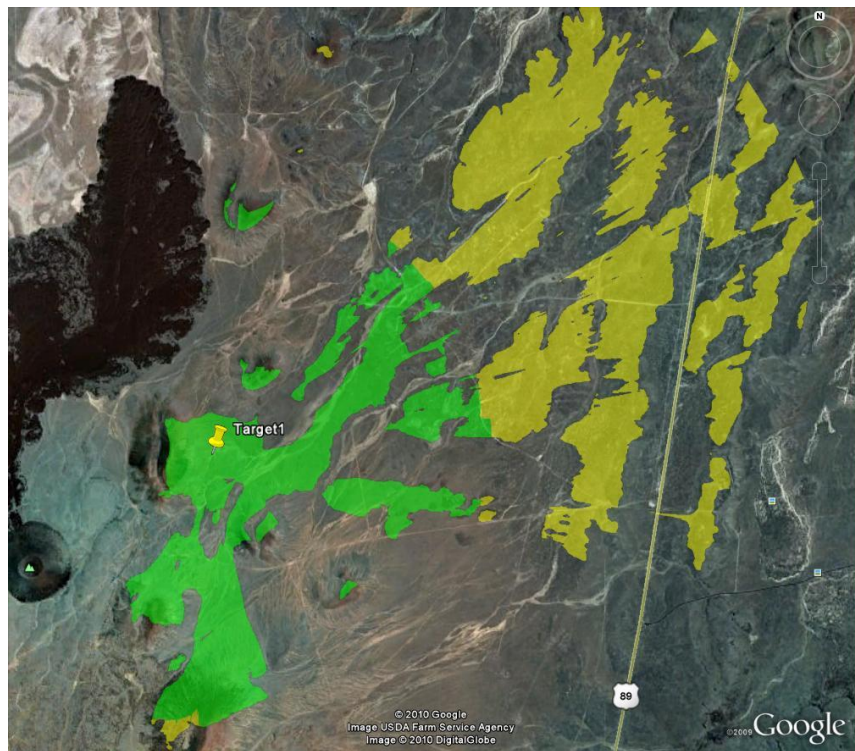 N
Target1
89
© 2010 Google
Image USDA Farm Service Agency
Image © 2010 DigitalGlobe
©2009 Google